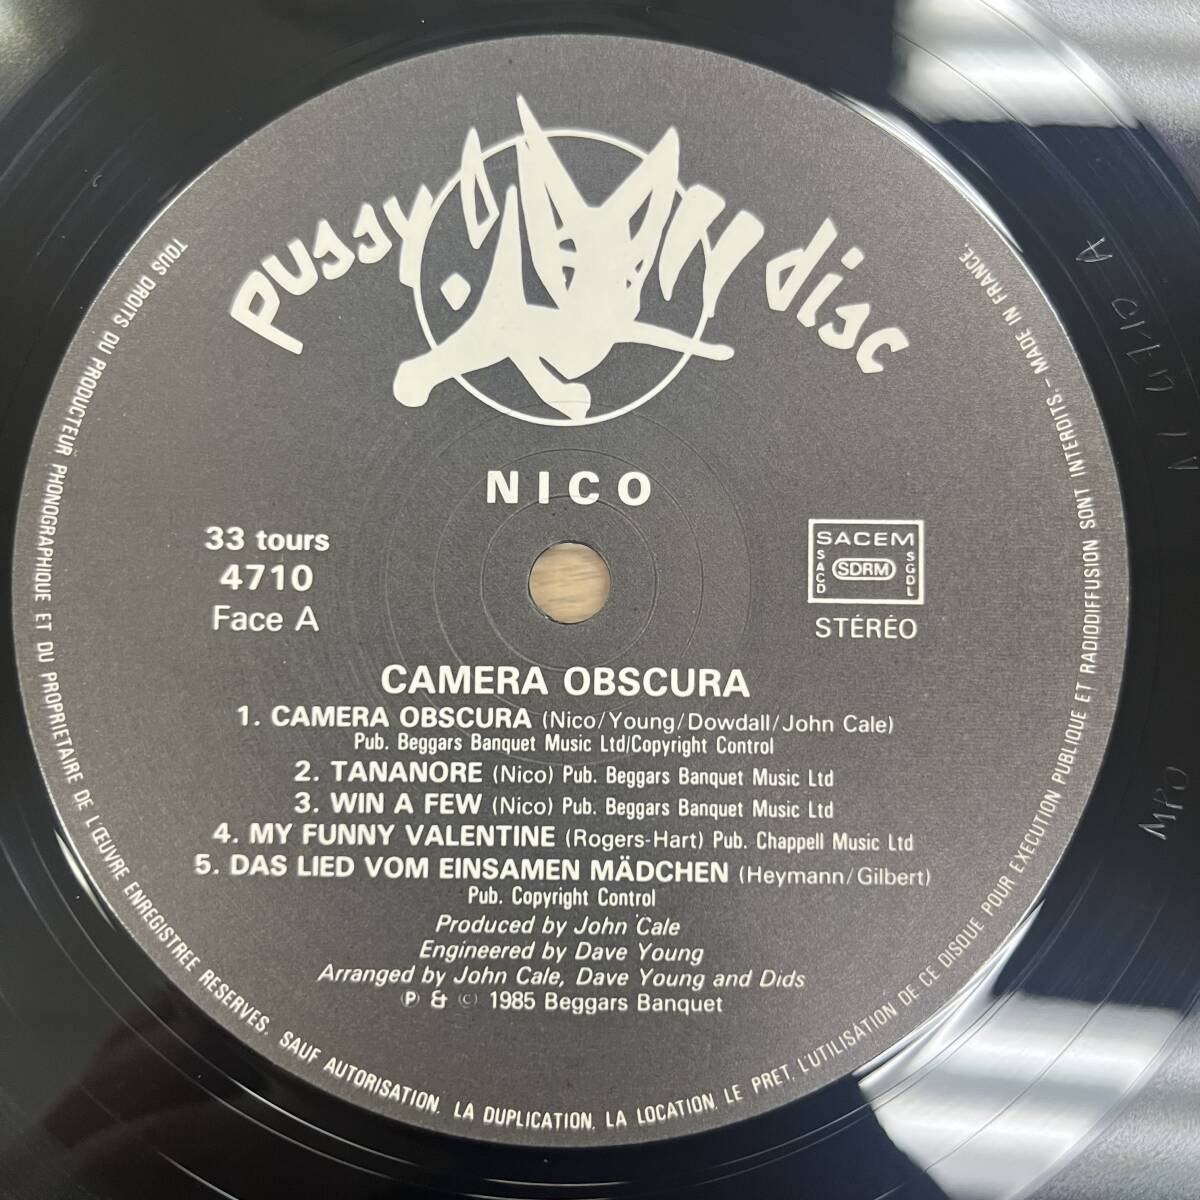 pussy disc
NICO
33 tours
4710
Face A
SACEM
SACD
SDRM
SGDL
STÉRÉO
CAMERA OBSCURA
1. CAMERA OBSCURA (Nico/Young/Dowdall/John Cale)
Pub. Beggars Banquet Music Ltd/Copyright Control
2. TANANORE (Nico) Pub. Beggars Banquet Music Ltd
3. WIN A FEW (Nico) Pub. Beggars Banquet Music Ltd
4. MY FUNNY VALENTINE (Rogers-Hart) Pub. Chappell Music Ltd
5. DAS LIED VOM EINSAMEN MÄDCHEN (Heymann/Gilbert)
Pub. Copyright Control
Produced by John Cale
Engineered by Dave Young
Arranged by John Cale, Dave Young and Dids
Ⓟ & © 1985 Beggars Banquet
TOUS DROITS DU PRODUCTEUR PHONOGRAPHIQUE ET DU PROPRIETAIRE DE L'ŒUVRE ENREGISTREE RESERVES. SAUF AUTORISATION, LA DUPLICATION, LA LOCATION, LE PRET, L'UTILISATION DE CE DISQUE POUR EXECUTION PUBLIQUE ET RADIODIFFUSION SONT INTERDITS. - MADE IN FRANCE.
MPO
4710 A